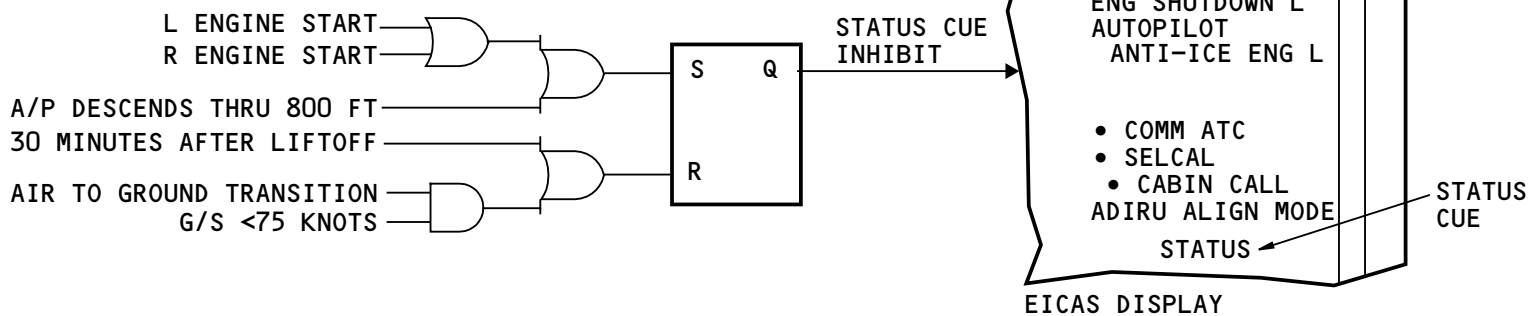 L ENGINE START
R ENGINE START
A/P DESCENDS THRU 800 FT
30 MINUTES AFTER LIFTOFF
AIR TO GROUND TRANSITION
G/S <75 KNOTS
S Q
R
STATUS CUE
INHIBIT
ENG SHUTDOWN L
AUTOPILOT
ANTI-ICE ENG L
• COMM ATC
• SELCAL
• CABIN CALL
ADIRU ALIGN MODE
STATUS
STATUS
CUE
EICAS DISPLAY